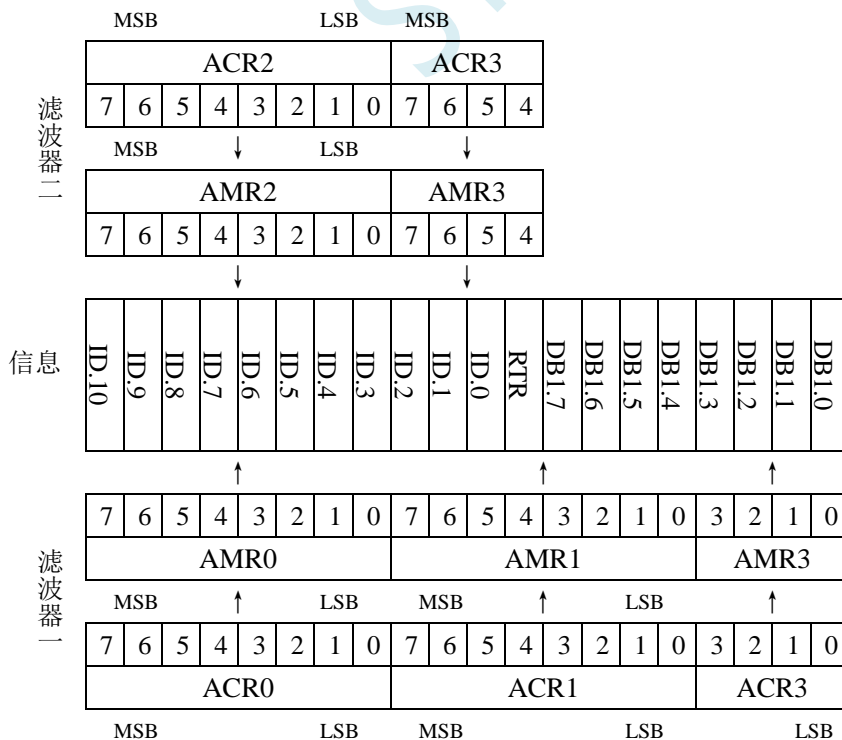 MSB LSB MSB
ACR2 ACR3
7 6 5 4 3 2 1 0 7 6 5 4
滤波器二
MSB LSB
AMR2 AMR3
7 6 5 4 3 2 1 0 7 6 5 4
信息
ID.10 ID.9 ID.8 ID.7 ID.6 ID.5 ID.4 ID.3 ID.2 ID.1 ID.0 RTR DB1.7 DB1.6 DB1.5 DB1.4 DB1.3 DB1.2 DB1.1 DB1.0
7 6 5 4 3 2 1 0 7 6 5 4 3 2 1 0 3 2 1 0
AMR0 AMR1 AMR3
滤波器一
MSB LSB MSB LSB
7 6 5 4 3 2 1 0 7 6 5 4 3 2 1 0 3 2 1 0
ACR0 ACR1 ACR3
MSB LSB MSB LSB LSB